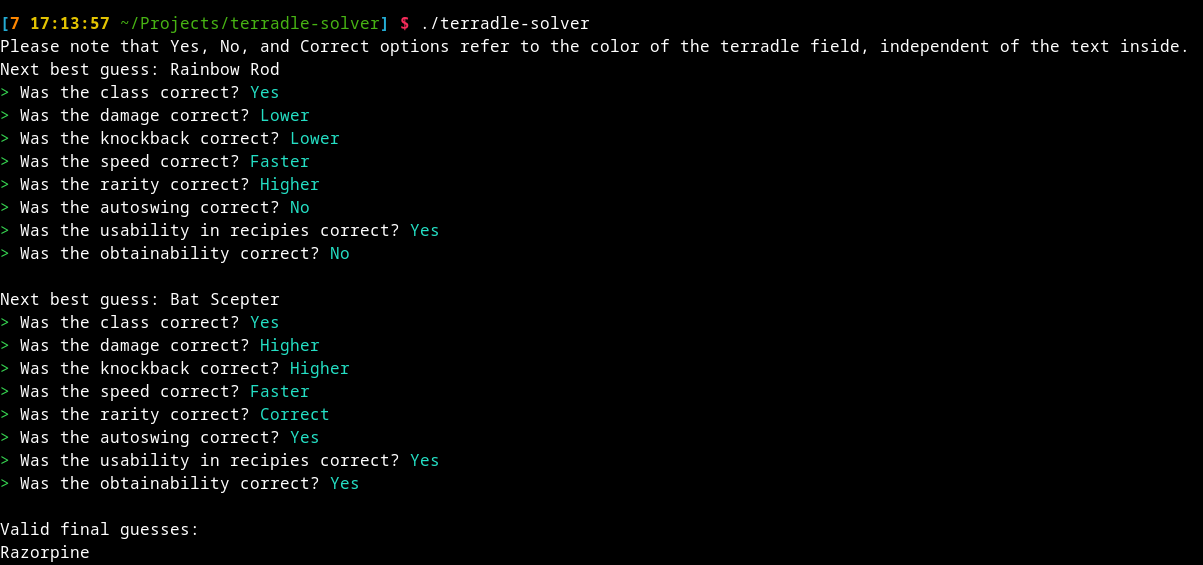 [7 17:13:57 ~/Projects/terradle-solver] $ ./terradle-solver
Please note that Yes, No, and Correct options refer to the color of the terradle field, independent of the text inside.
Next best guess: Rainbow Rod
> Was the class correct? Yes
> Was the damage correct? Lower
> Was the knockback correct? Lower
> Was the speed correct? Faster
> Was the rarity correct? Higher
> Was the autoswing correct? No
> Was the usability in recipies correct? Yes
> Was the obtainability correct? No

Next best guess: Bat Scepter
> Was the class correct? Yes
> Was the damage correct? Higher
> Was the knockback correct? Higher
> Was the speed correct? Faster
> Was the rarity correct? Correct
> Was the autoswing correct? Yes
> Was the usability in recipies correct? Yes
> Was the obtainability correct? Yes

Valid final guesses:
Razorpine